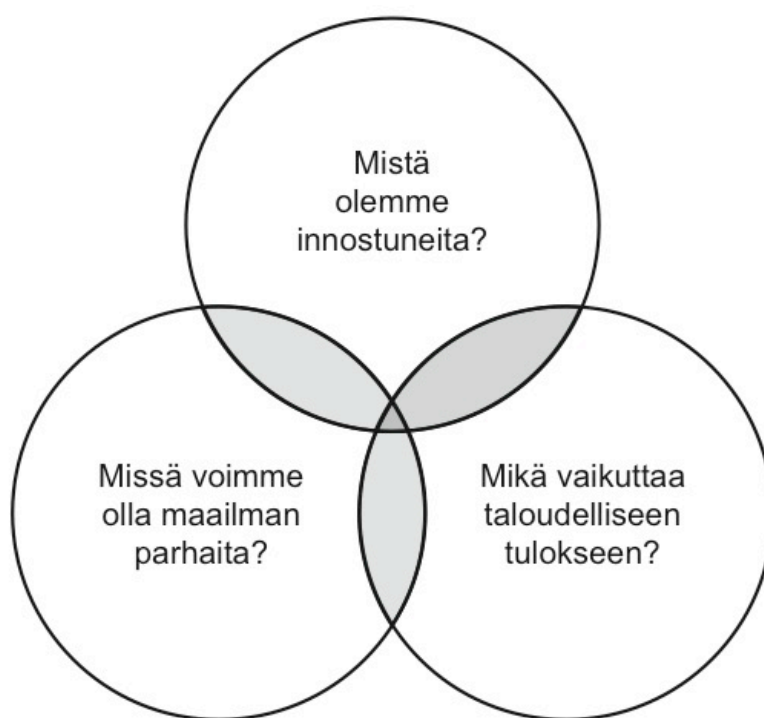 Mistä
olemme
innostuneita?
Missä voimme
olla maailman
parhaita?
Mikä vaikuttaa
taloudelliseen
tulokseen?